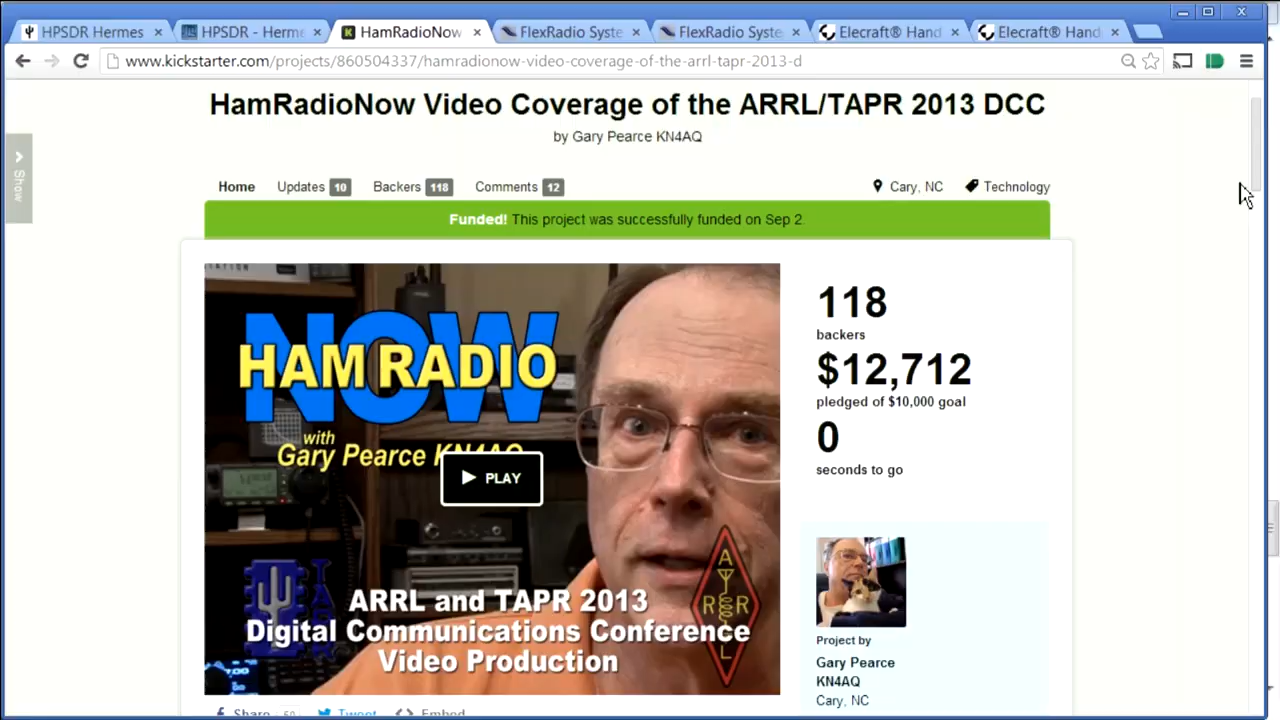 HPSDR Hermes
HPSDR - Herme
HamRadioNow
FlexRadio Syste
FlexRadio Syste
Elecraft® Hand
Elecraft® Hand
www.kickstarter.com/projects/860504337/hamradionow-video-coverage-of-the-arrl-tapr-2013-d
HamRadioNow Video Coverage of the ARRL/TAPR 2013 DCC
by Gary Pearce KN4AQ
Show
Home Updates 10 Backers 118 Comments 12 Cary, NC Technology
Funded! This project was successfully funded on Sep 2.
NOW
HAM RADIO
with
Gary Pearce KN4AQ
PLAY
ARRL and TAPR 2013
Digital Communications Conference
Video Production
A
R R
L
118
backers
$12,712
pledged of $10,000 goal
0
seconds to go
Project by
Gary Pearce
KN4AQ
Cary, NC
Share 50 Tweet Embed